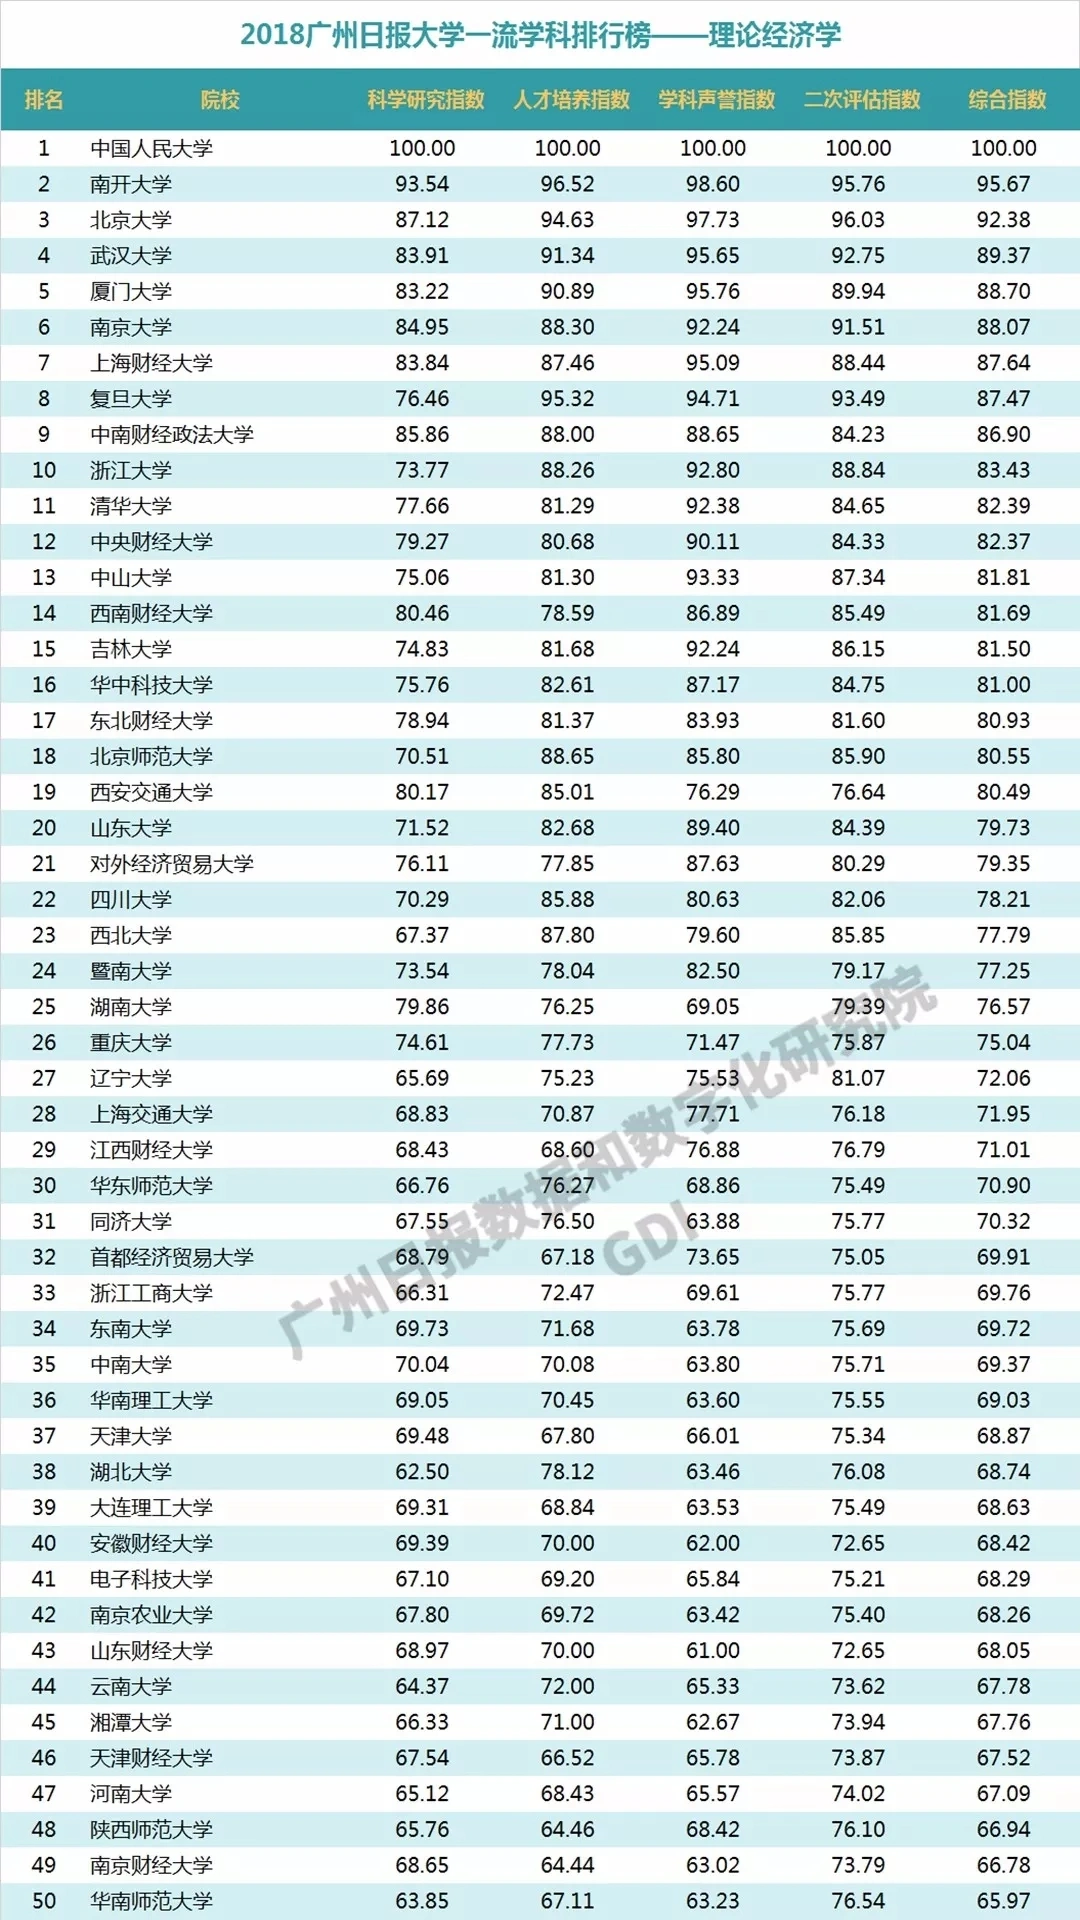 2018广州日报大学一流学科排行榜——理论经济学
排名 院校 科学研究指数 人才培养指数 学科声誉指数 二次评估指数 综合指数
1 中国人民大学 100.00 100.00 100.00 100.00 100.00
2 南开大学 93.54 96.52 98.60 95.76 95.67
3 北京大学 87.12 94.63 97.73 96.03 92.38
4 武汉大学 83.91 91.34 95.65 92.75 89.37
5 厦门大学 83.22 90.89 95.76 89.94 88.70
6 南京大学 84.95 88.30 92.24 91.51 88.07
7 上海财经大学 83.84 87.46 95.09 88.44 87.64
8 复旦大学 76.46 95.32 94.71 93.49 87.47
9 中南财经政法大学 85.86 88.00 88.65 84.23 86.90
10 浙江大学 73.77 88.26 92.80 88.84 83.43
11 清华大学 77.66 81.29 92.38 84.65 82.39
12 中央财经大学 79.27 80.68 90.11 84.33 82.37
13 中山大学 75.06 81.30 93.33 87.34 81.81
14 西南财经大学 80.46 78.59 86.89 85.49 81.69
15 吉林大学 74.83 81.68 92.24 86.15 81.50
16 华中科技大学 75.76 82.61 87.17 84.75 81.00
17 东北财经大学 78.94 81.37 83.93 81.60 80.93
18 北京师范大学 70.51 88.65 85.80 85.90 80.55
19 西安交通大学 80.17 85.01 76.29 76.64 80.49
20 山东大学 71.52 82.68 89.40 84.39 79.73
21 对外经济贸易大学 76.11 77.85 87.63 80.29 79.35
22 四川大学 70.29 85.88 80.63 82.06 78.21
23 西北大学 67.37 87.80 79.60 85.85 77.79
24 暨南大学 73.54 78.04 82.50 79.17 77.25
25 湖南大学 79.86 76.25 69.05 79.39 76.57
26 重庆大学 74.61 77.73 71.47 75.87 75.04
27 辽宁大学 65.69 75.23 75.53 81.07 72.06
28 上海交通大学 68.83 70.87 77.71 76.18 71.95
29 江西财经大学 68.43 68.60 76.88 76.79 71.01
30 华东师范大学 66.76 76.27 68.86 75.49 70.90
31 同济大学 67.55 76.50 63.88 75.77 70.32
32 首都经济贸易大学 68.79 67.18 73.65 75.05 69.91
33 浙江工商大学 66.31 72.47 69.61 75.77 69.76
34 东南大学 69.73 71.68 63.78 75.69 69.72
35 中南大学 70.04 70.08 63.80 75.71 69.37
36 华南理工大学 69.05 70.45 63.60 75.55 69.03
37 天津大学 69.48 67.80 66.01 75.34 68.87
38 湖北大学 62.50 78.12 63.46 76.08 68.74
39 大连理工大学 69.31 68.84 63.53 75.49 68.63
40 安徽财经大学 69.39 70.00 62.00 72.65 68.42
41 电子科技大学 67.10 69.20 65.84 75.21 68.29
42 南京农业大学 67.80 69.72 63.42 75.40 68.26
43 山东财经大学 68.97 70.00 61.00 72.65 68.05
44 云南大学 64.37 72.00 65.33 73.62 67.78
45 湘潭大学 66.33 71.00 62.67 73.94 67.76
46 天津财经大学 67.54 66.52 65.78 73.87 67.52
47 河南大学 65.12 68.43 65.57 74.02 67.09
48 陕西师范大学 65.76 64.46 68.42 76.10 66.94
49 南京财经大学 68.65 64.44 63.02 73.79 66.78
50 华南师范大学 63.85 67.11 63.23 76.54 65.97
广州日报数据和数字化研究院
GDI